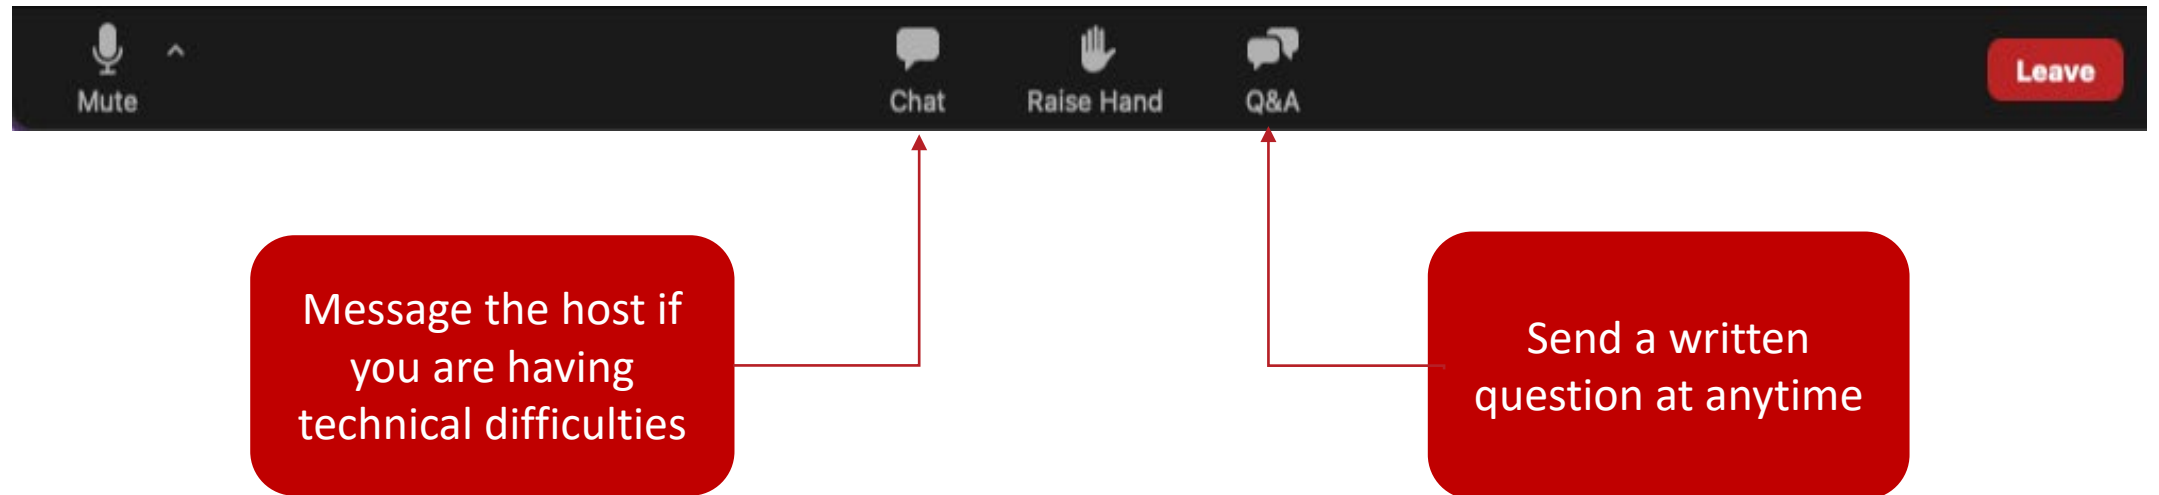 Mute
Chat
Raise Hand
Q&A
Leave
Message the host if
you are having
technical difficulties
Send a written
question at anytime